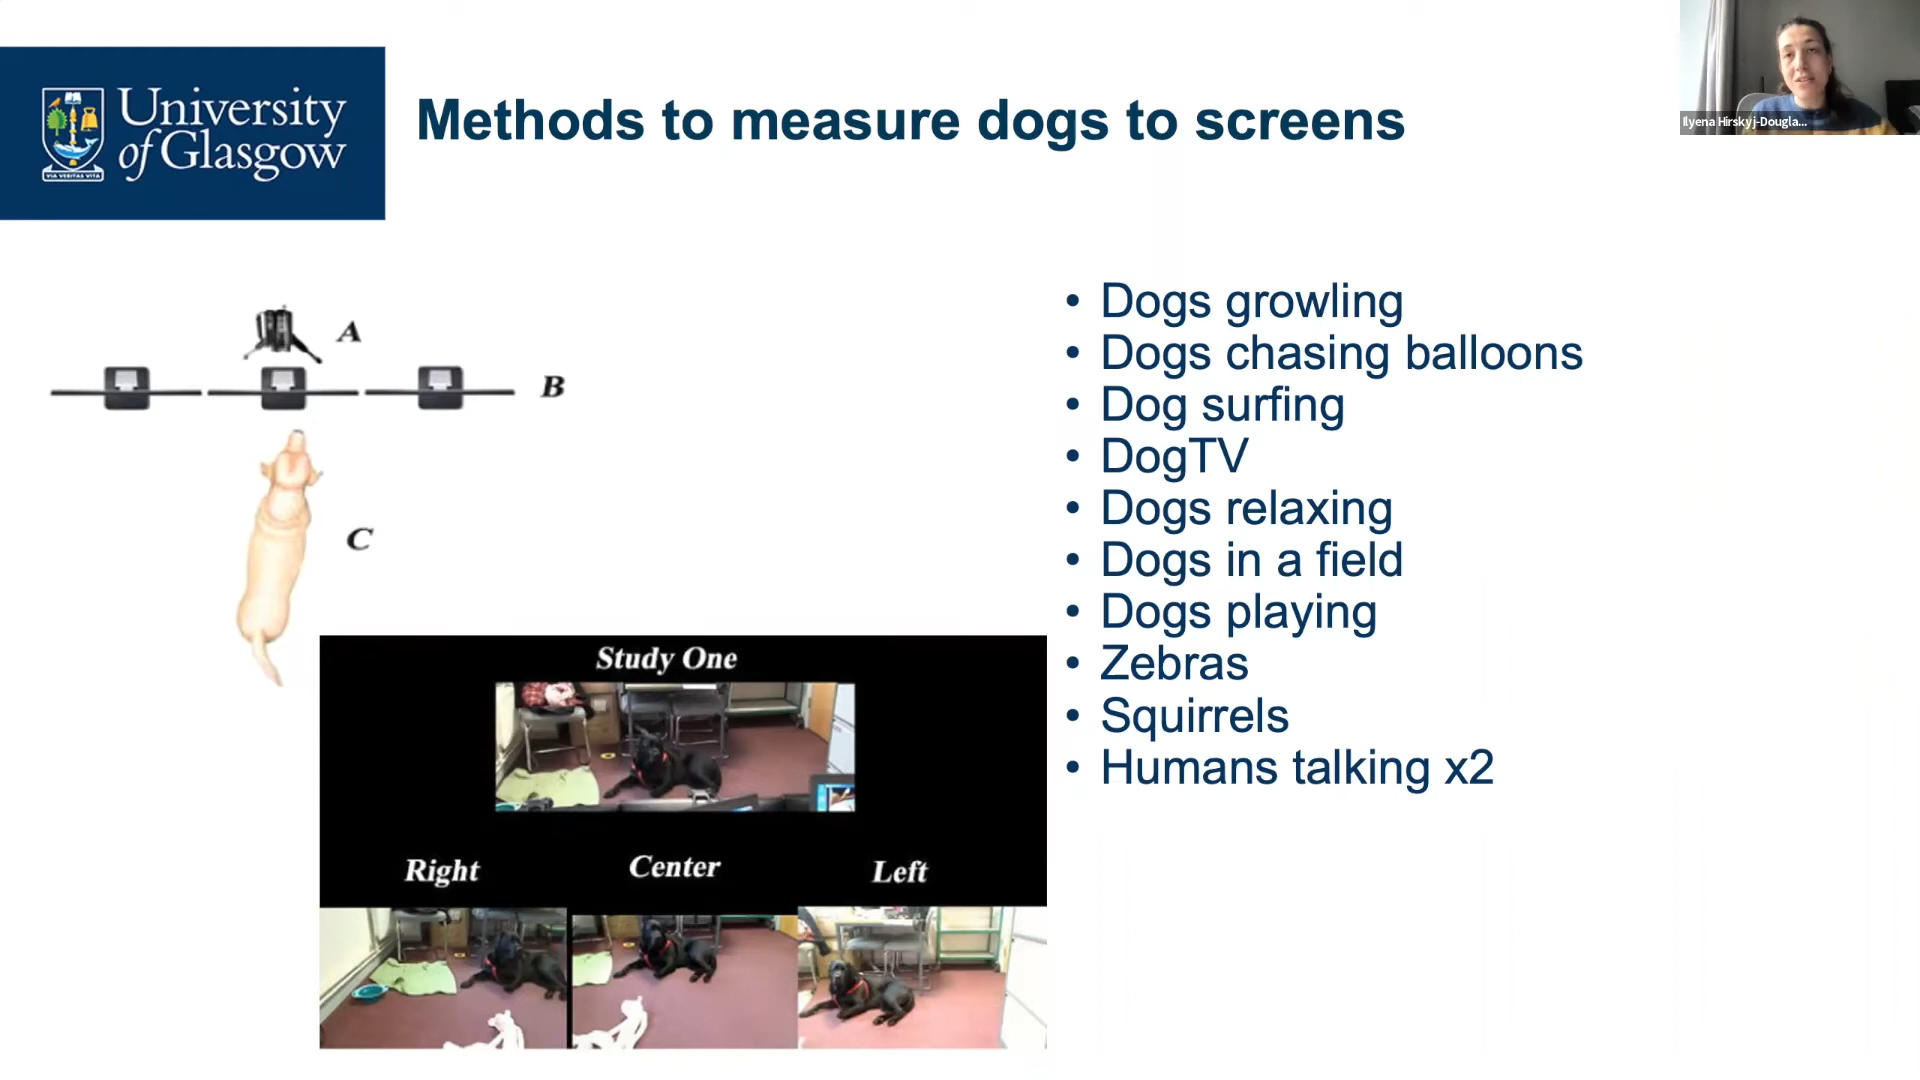 University
of Glasgow
VIA VERITAS VITA
Methods to measure dogs to screens
Ilyena Hirskyj-Dougla...
A
B
C
• Dogs growling
• Dogs chasing balloons
• Dog surfing
• DogTV
• Dogs relaxing
• Dogs in a field
• Dogs playing
• Zebras
• Squirrels
• Humans talking x2
Study One
Right
Center
Left